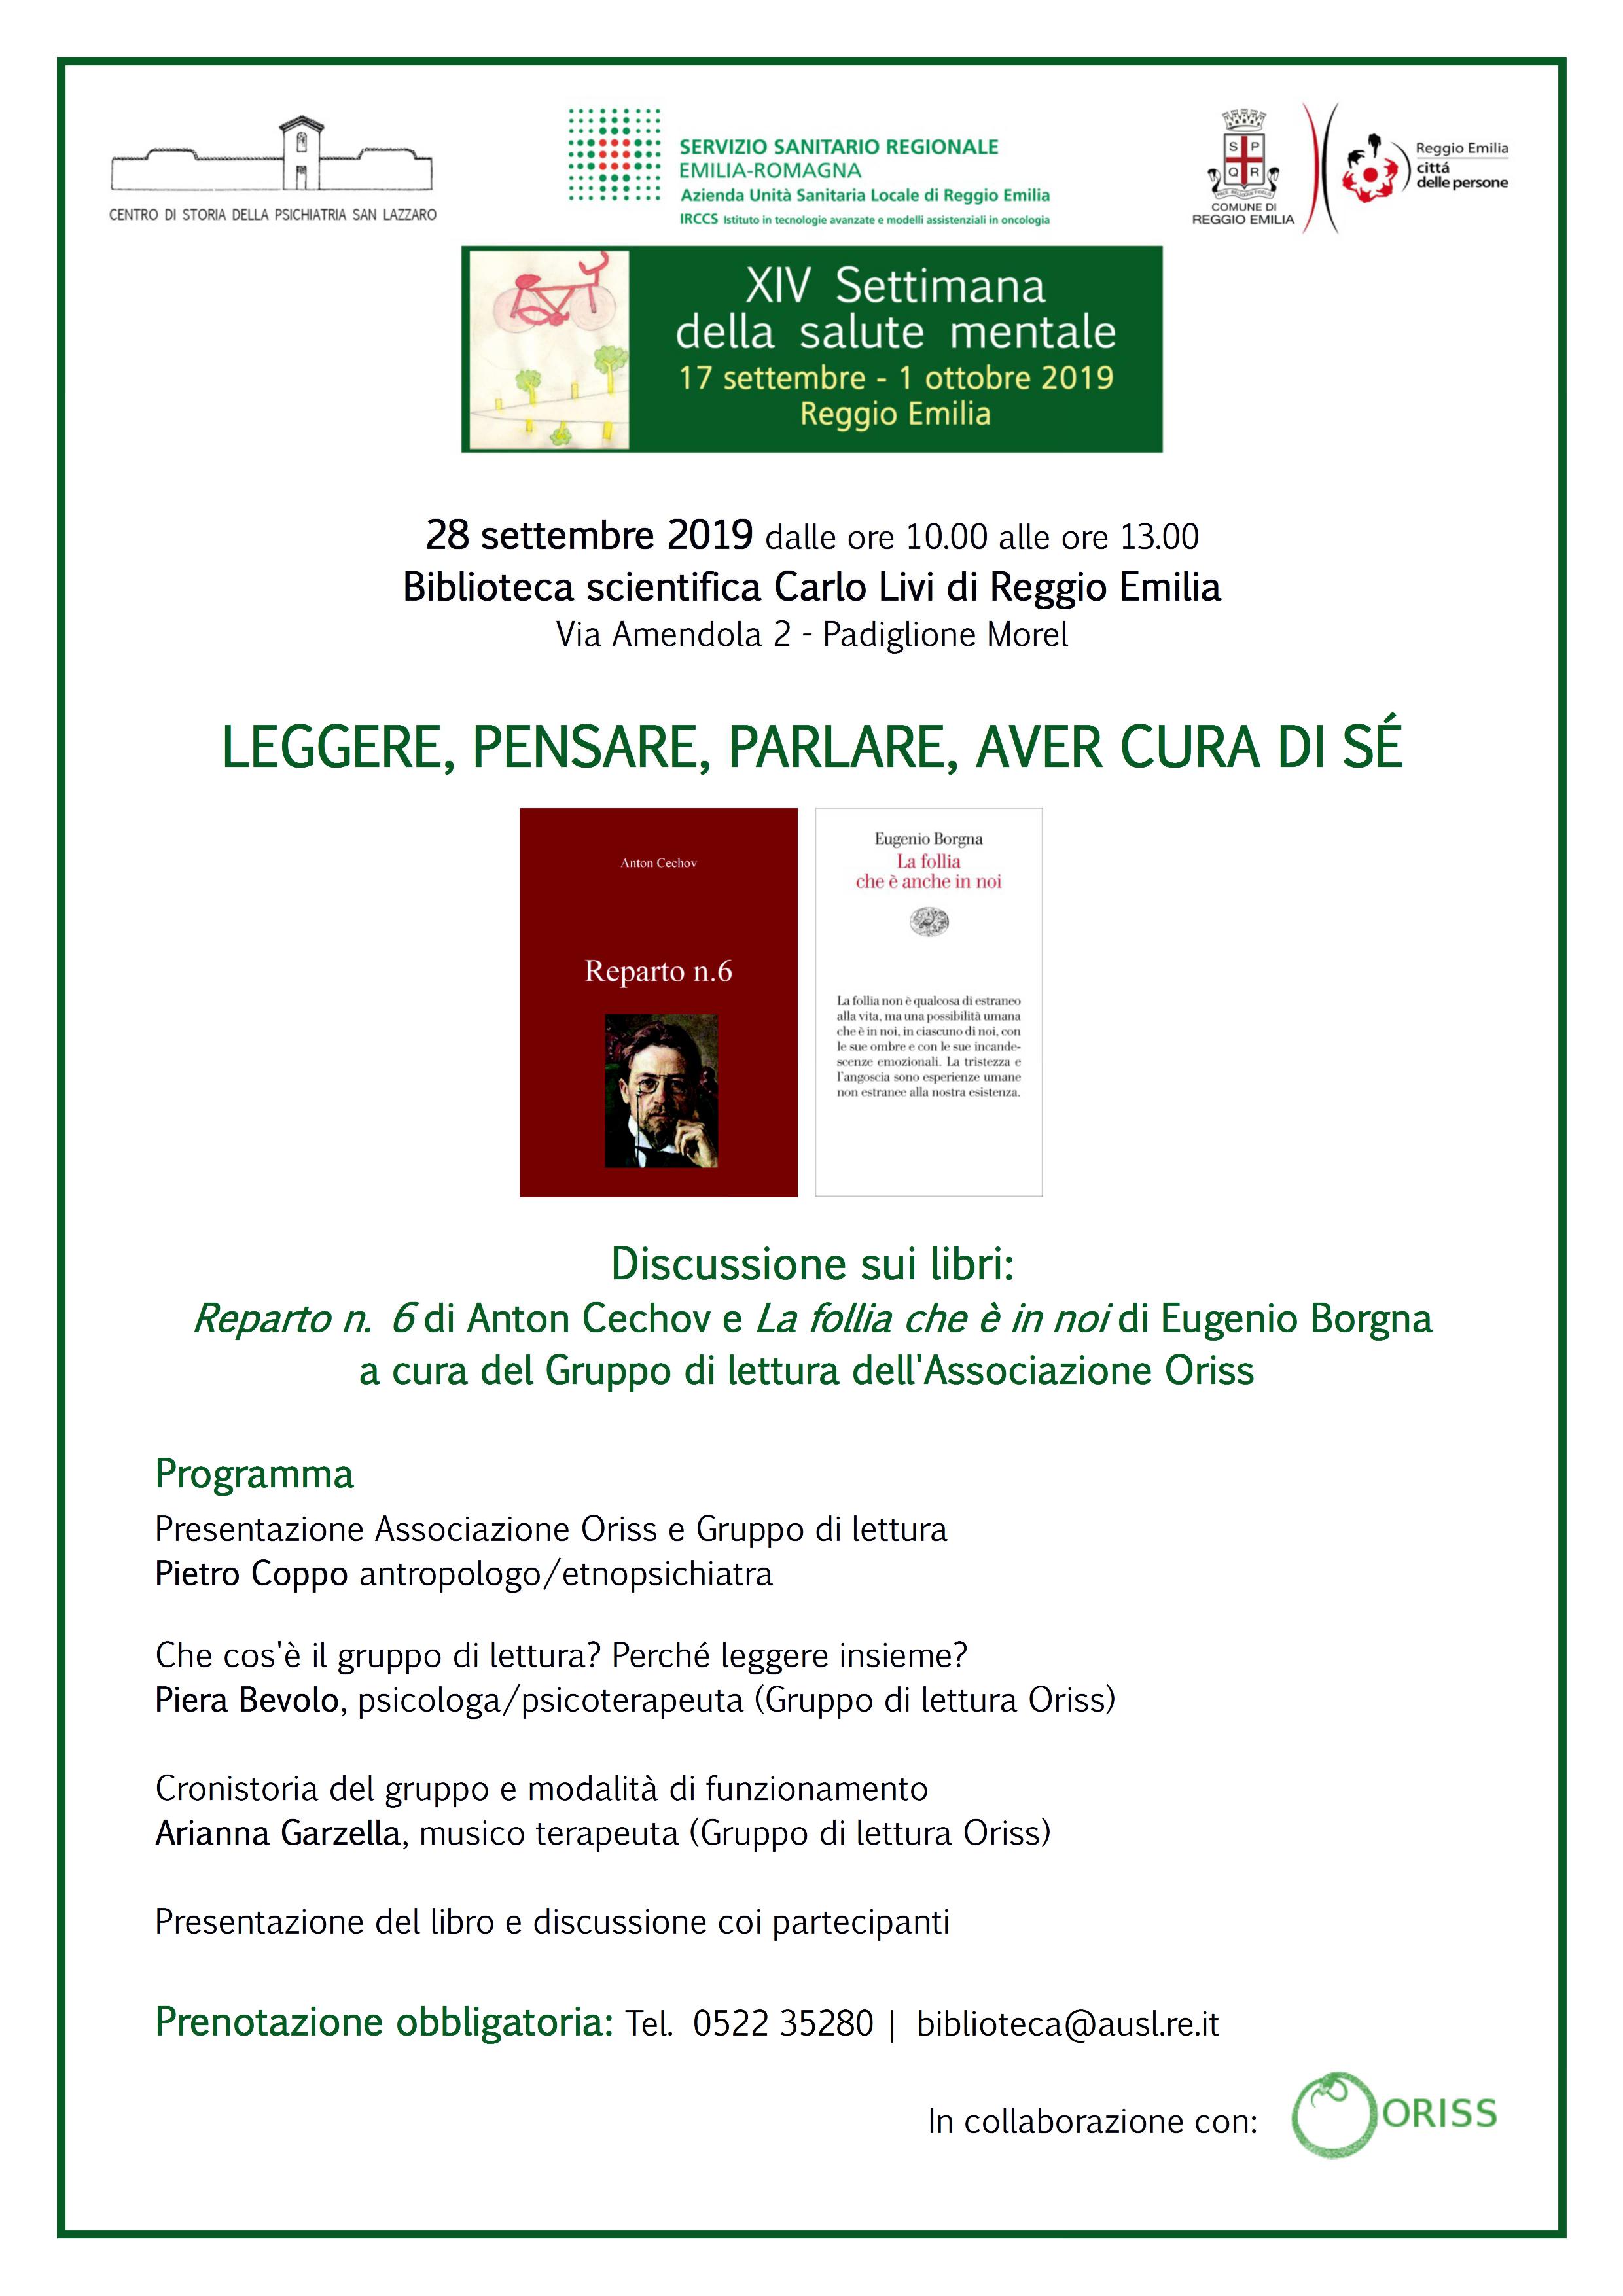 CENTRO DI STORIA DELLA PSICHIATRIA SAN LAZZARO
SERVIZIO SANITARIO REGIONALE
EMILIA-ROMAGNA
Azienda Unità Sanitaria Locale di Reggio Emilia
IRCCS Istituto in tecnologie avanzate e modelli assistenziali in oncologia
S P
Q R
COMUNE DI
REGGIO EMILIA
Reggio Emilia
cittá
delle persone
XIV Settimana
della salute mentale
17 settembre - 1 ottobre 2019
Reggio Emilia
28 settembre 2019 dalle ore 10.00 alle ore 13.00
Biblioteca scientifica Carlo Livi di Reggio Emilia
Via Amendola 2 - Padiglione Morel
LEGGERE, PENSARE, PARLARE, AVER CURA DI SÉ
Anton Cechov
Reparto n.6
Eugenio Borgna
La follia
che è anche in noi
La follia non è qualcosa di estraneo
alla vita, ma una possibilità umana
che è in noi, in ciascuno di noi, con
le sue ombre e con le sue incande-
scenze emozionali. La tristezza e
l'angoscia sono esperienze umane
non estranee alla nostra esistenza.
Discussione sui libri:
Reparto n. 6 di Anton Cechov e La follia che è in noi di Eugenio Borgna
a cura del Gruppo di lettura dell'Associazione Oriss
Programma
Presentazione Associazione Oriss e Gruppo di lettura
Pietro Coppo antropologo/etnopsichiatra
Che cos'è il gruppo di lettura? Perché leggere insieme?
Piera Bevolo, psicologa/psicoterapeuta (Gruppo di lettura Oriss)
Cronistoria del gruppo e modalità di funzionamento
Arianna Garzella, musico terapeuta (Gruppo di lettura Oriss)
Presentazione del libro e discussione coi partecipanti
Prenotazione obbligatoria: Tel. 0522 35280 | biblioteca@ausl.re.it
In collaborazione con:
ORISS